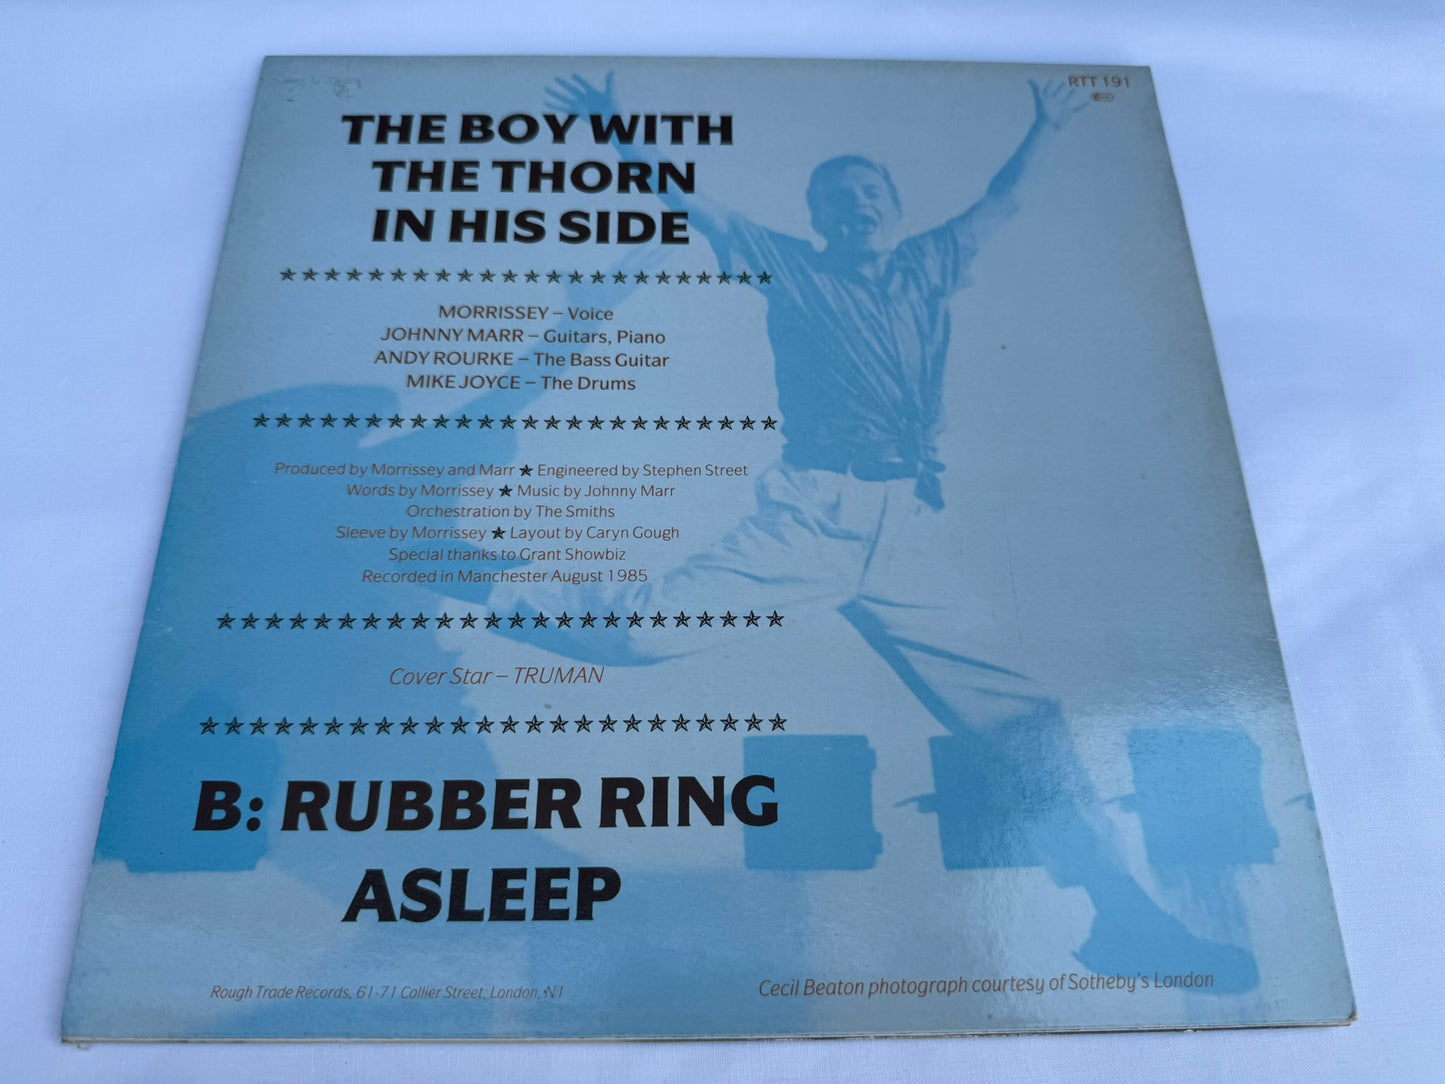 RTT 191
THE BOY WITH
THE THORN
IN HIS SIDE
MORRISSEY – Voice
JOHNNY MARR – Guitars, Piano
ANDY ROURKE – The Bass Guitar
MIKE JOYCE – The Drums
Produced by Morrissey and Marr ★ Engineered by Stephen Street
Words by Morrissey ★ Music by Johnny Marr
Orchestration by The Smiths
Sleeve by Morrissey ★ Layout by Caryn Gough
Special thanks to Grant Showbiz
Recorded in Manchester August 1985
Cover Star – TRUMAN
B: RUBBER RING
ASLEEP
Rough Trade Records, 61-71 Collier Street, London, N1
Cecil Beaton photograph courtesy of Sotheby's London